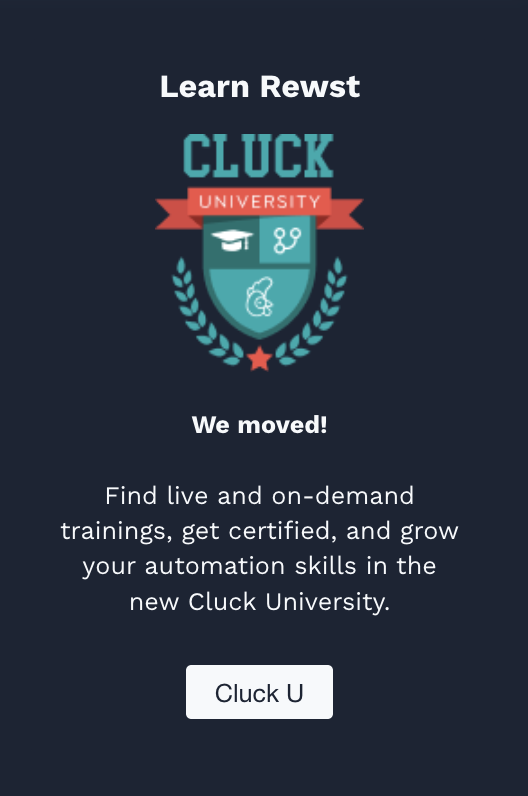 Learn Rewst
CLUCK
UNIVERSITY
We moved!
Find live and on-demand
trainings, get certified, and grow
your automation skills in the
new Cluck University.
Cluck U